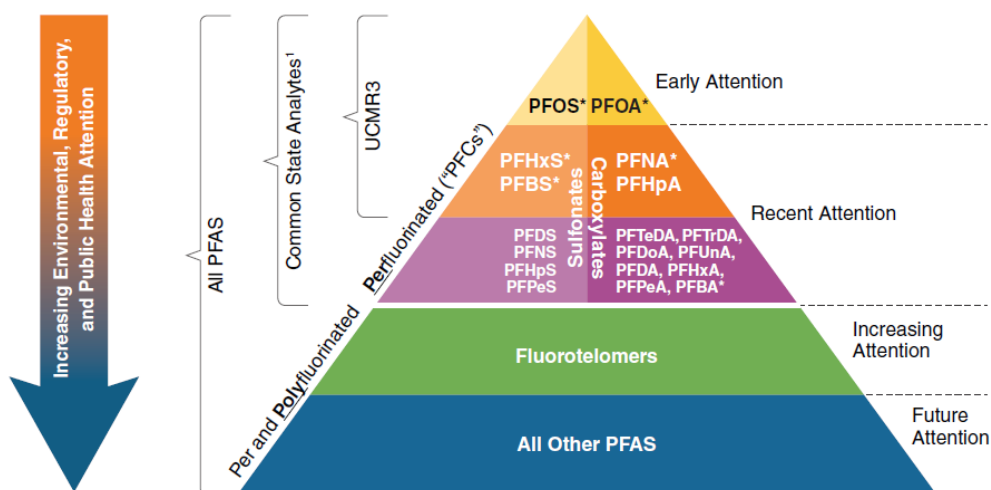 Increasing Environmental, Regulatory,
and Public Health Attention
All PFAS
Common State Analytes¹
UCMR3
Perfluorinated ("PFCs")
Per and Polyfluorinated
PFOS* PFOA*
Early Attention
Sulfonates
Carboxylates
PFHxS*
PFBS*
PFNA*
PFHpA
Recent Attention
PFDS
PFNS
PFHpS
PFPeS
PFTeDA, PFTrDA,
PFDoA, PFUnA,
PFDA, PFHxA,
PFPeA, PFBA*
Fluorotelomers
Increasing
Attention
All Other PFAS
Future
Attention